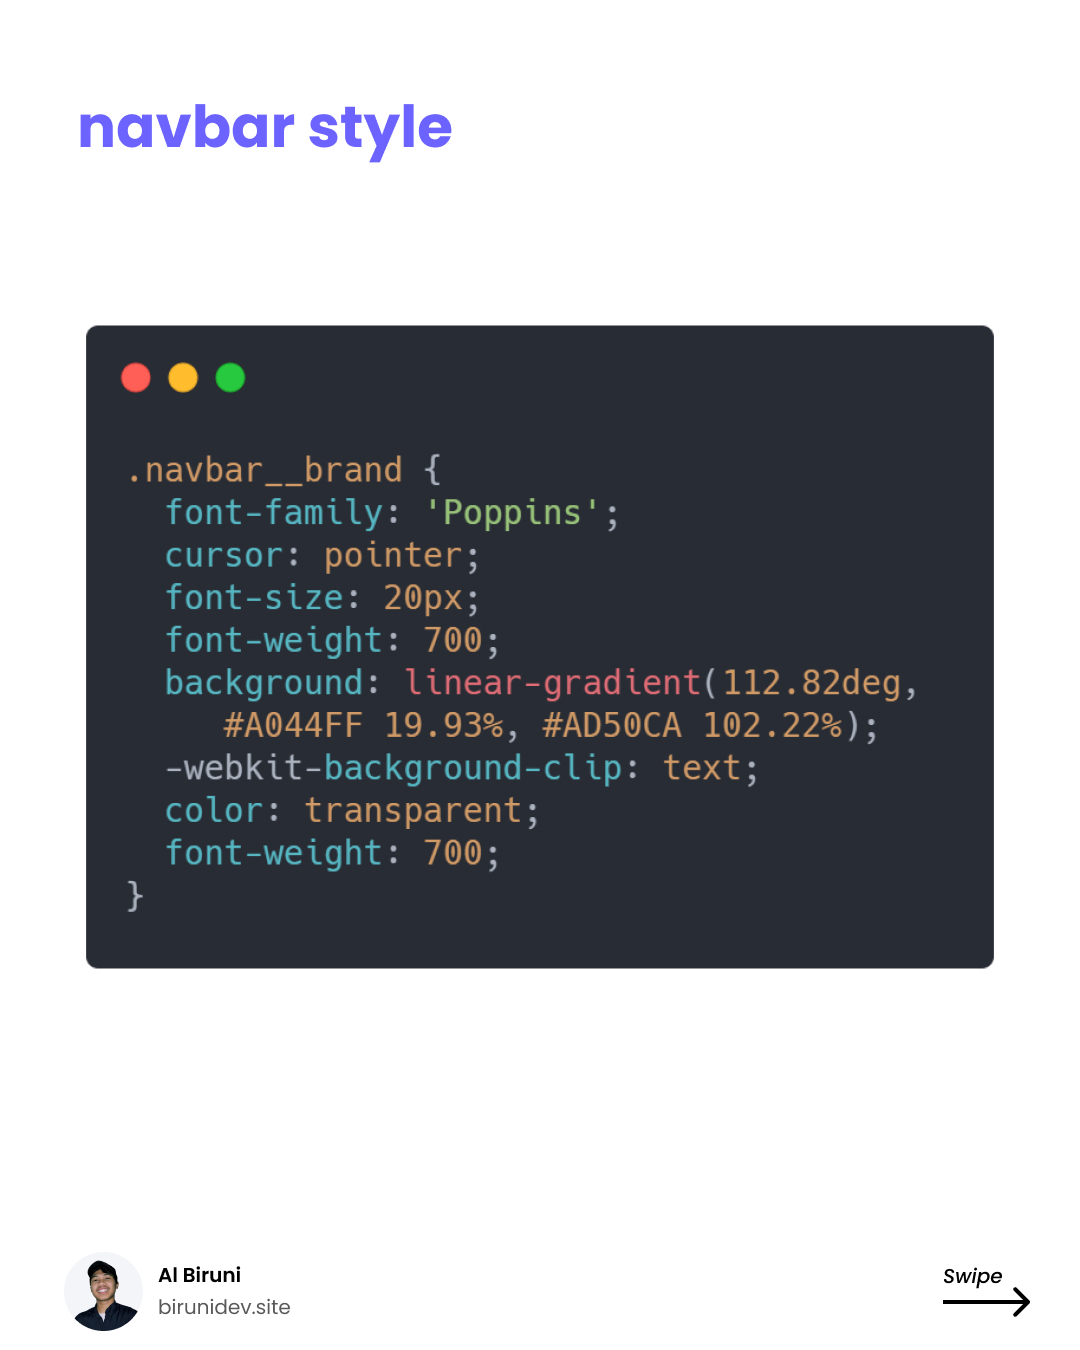 navbar style
.navbar__brand {
  font-family: 'Poppins';
  cursor: pointer;
  font-size: 20px;
  font-weight: 700;
  background: linear-gradient(112.82deg,
     #A044FF 19.93%, #AD50CA 102.22%);
  -webkit-background-clip: text;
  color: transparent;
  font-weight: 700;
}
Al Biruni
birunidev.site
Swipe